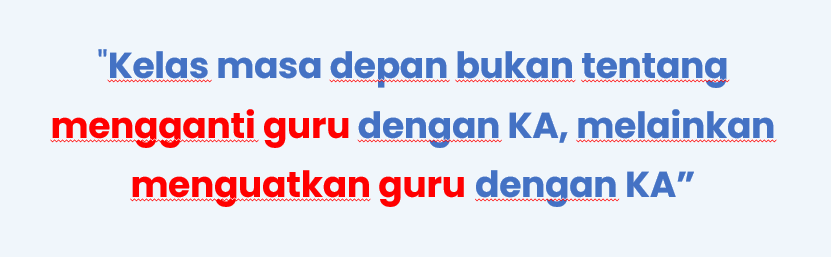 "Kelas masa depan bukan tentang
mengganti guru dengan KA, melainkan
menguatkan guru dengan KA”